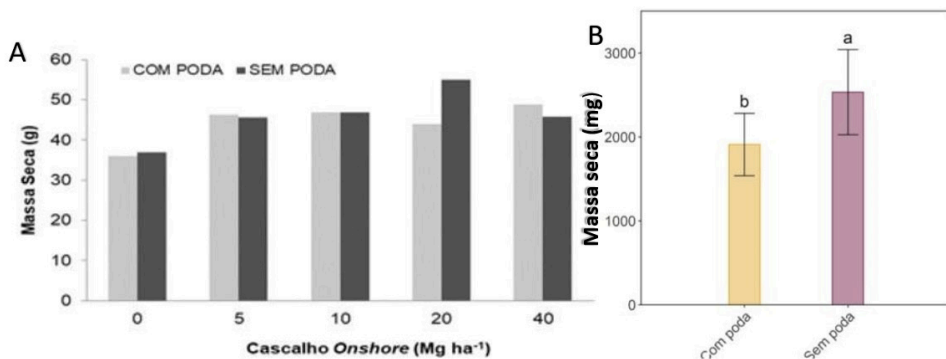 A
Massa Seca (g)
60
50
40
30
20
10
0
COM PODA SEM PODA
0 5 10 20 40
Cascalho Onshore (Mg ha⁻¹)
B
Massa seca (mg)
3000
2000
1000
0
b
a
Com poda
Sem poda